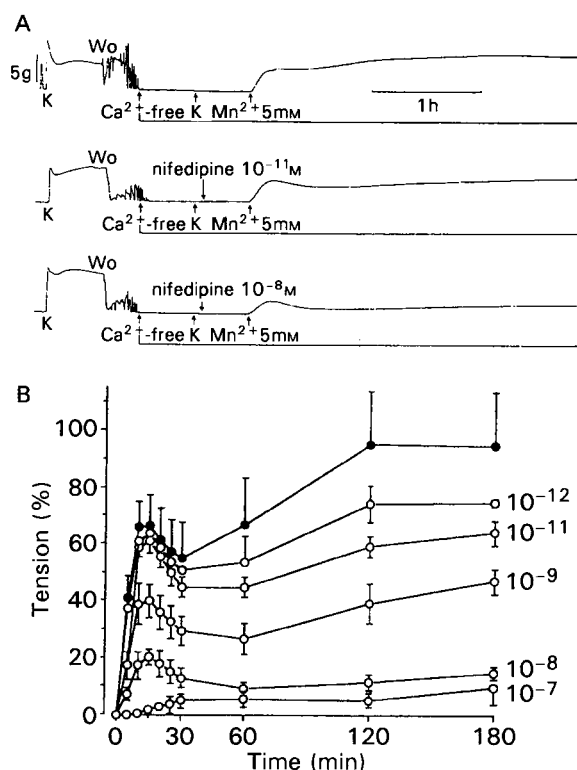 A
Wo
5g
K
1h
Ca²⁺-free K Mn²⁺5mM
Wo
nifedipine 10⁻¹¹M
K
Ca²⁺-free K Mn²⁺5mM
Wo
nifedipine 10⁻⁸M
K
Ca²⁺-free K Mn²⁺5mM
B
Tension (%)
100
80
60
40
20
0
10⁻¹²
10⁻¹¹
10⁻⁹
10⁻⁸
10⁻⁷
0 30 60 120 180
Time (min)